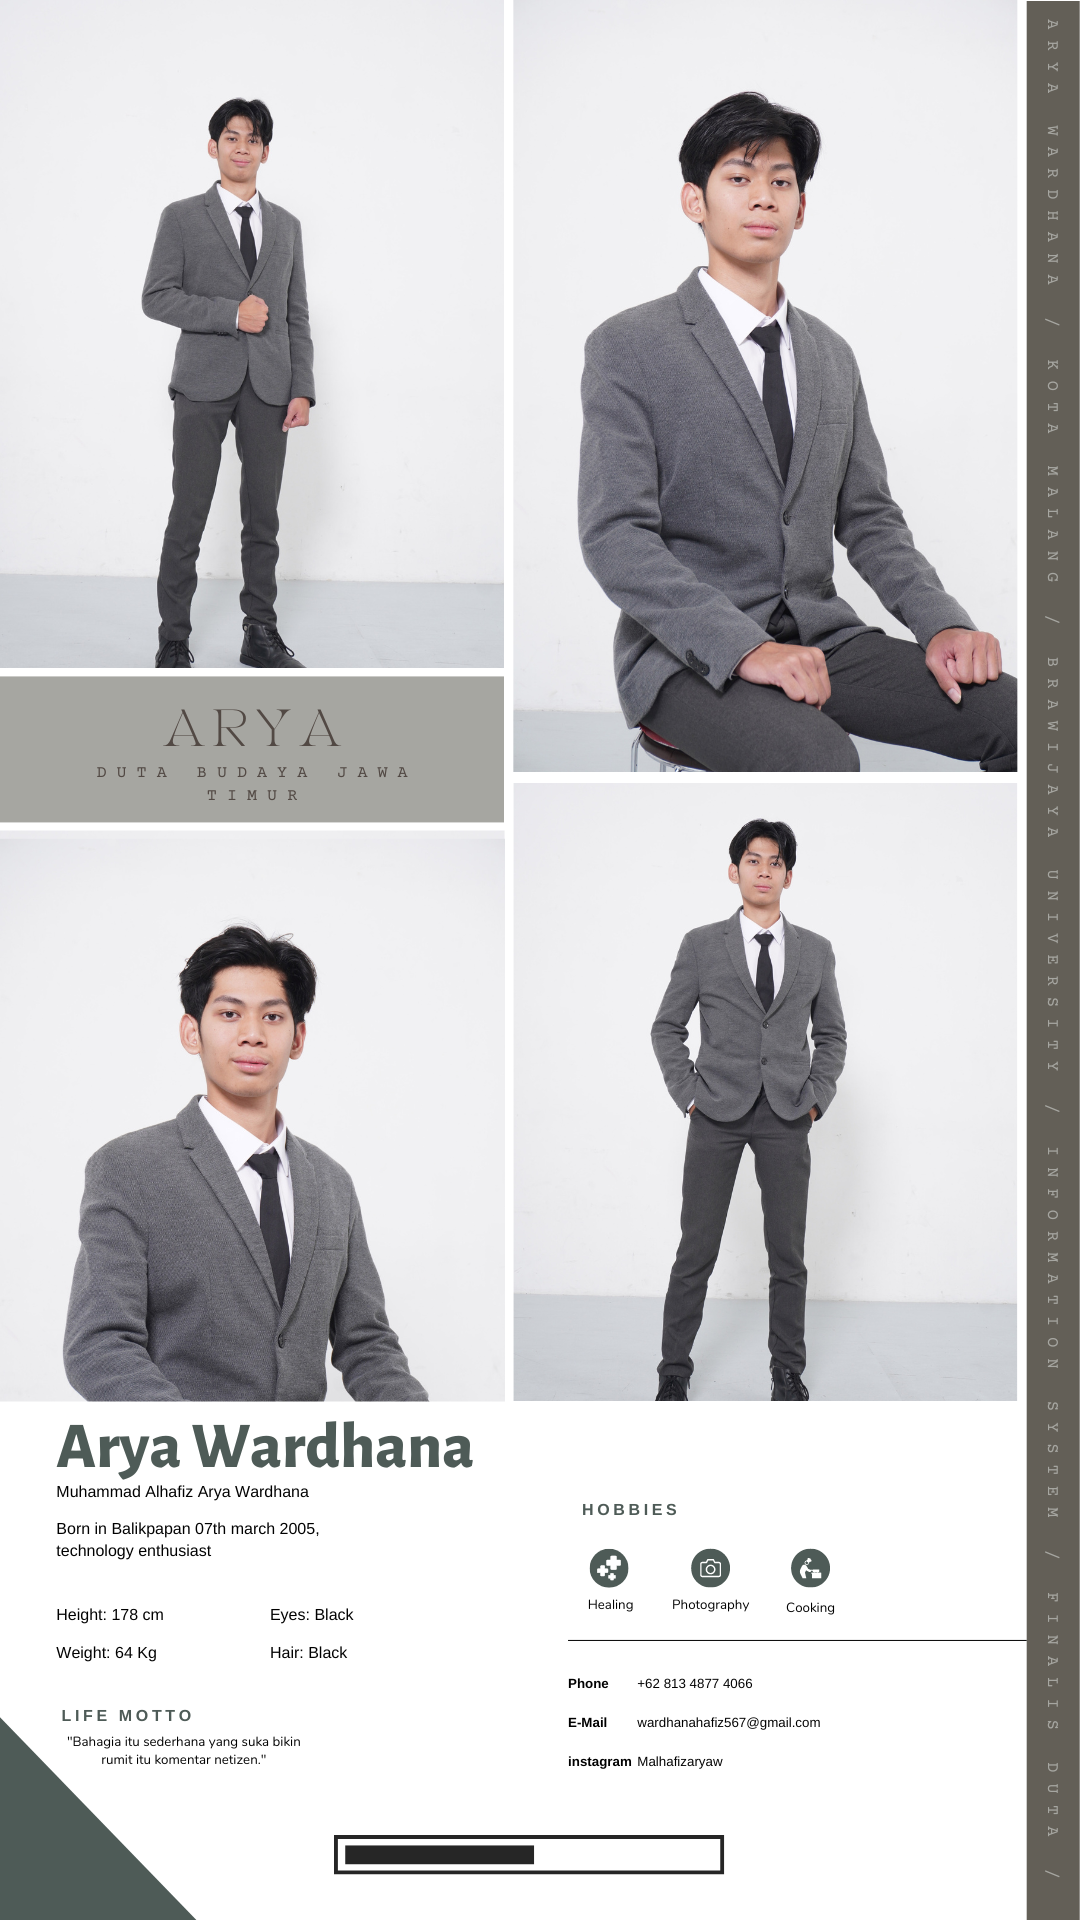 ARYA
DUTA BUDAYA JAWA
TIMUR
ARYA WARDHANA / KOTA MALANG / BRAWIJAYA UNIVERSITY / INFORMATION SYSTEM / FINALIS DUTA /
Arya Wardhana
Muhammad Alhafiz Arya Wardhana
Born in Balikpapan 07th march 2005,
technology enthusiast
Height: 178 cm
Eyes: Black
Weight: 64 Kg
Hair: Black
LIFE MOTTO
"Bahagia itu sederhana yang suka bikin
rumit itu komentar netizen."
HOBBIES
Healing
Photography
Cooking
Phone +62 813 4877 4066
E-Mail wardhanahafiz567@gmail.com
instagram Malhafizaryaw